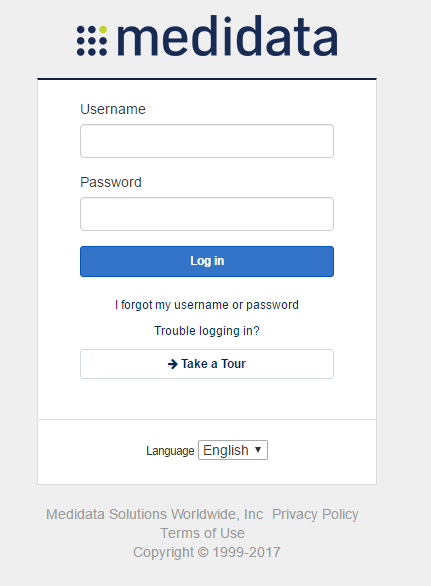 medidata
Username
Password
Log in
I forgot my username or password
Trouble logging in?
Take a Tour
Language English
Medidata Solutions Worldwide, Inc Privacy Policy
Terms of Use
Copyright © 1999-2017